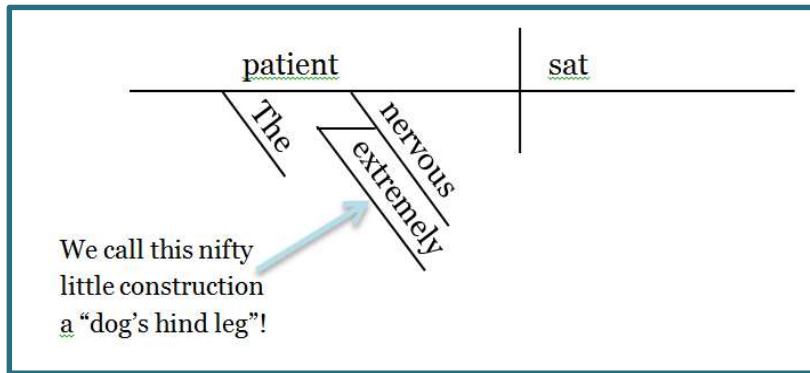 patient sat
The
nervous
extremely
We call this nifty
little construction
a “dog’s hind leg”!